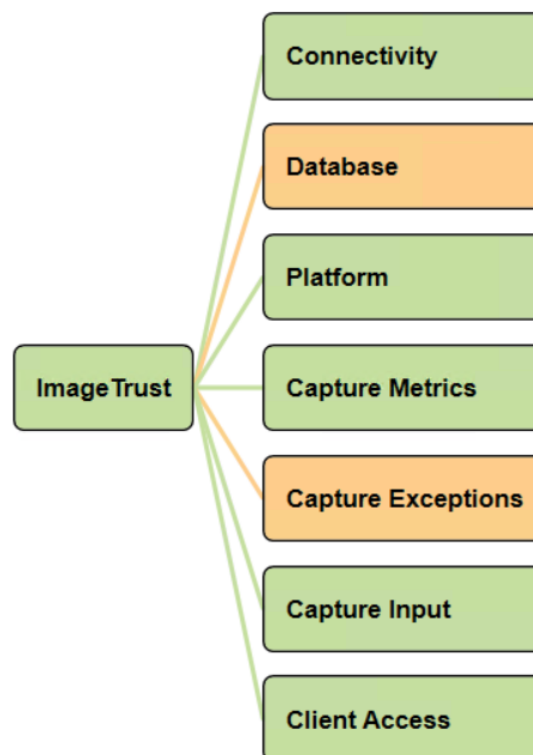 Connectivity
Database
Platform
ImageTrust
Capture Metrics
Capture Exceptions
Capture Input
Client Access